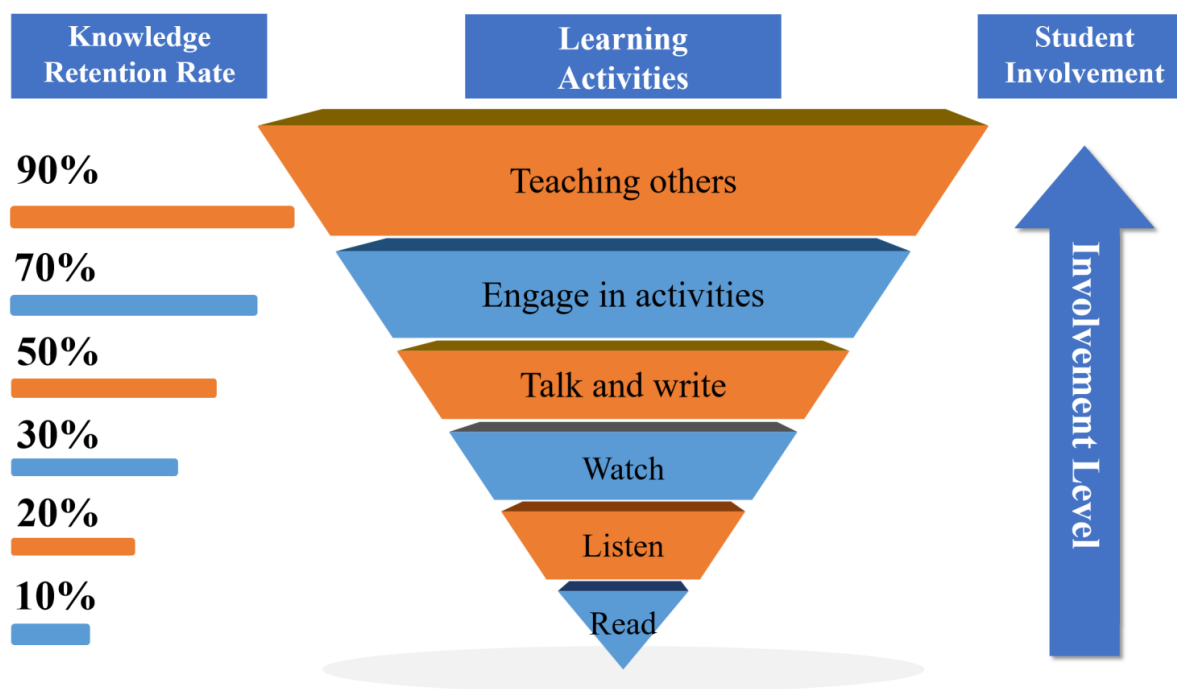 Knowledge
Retention Rate
Learning
Activities
Student
Involvement
90%
Teaching others
70%
Engage in activities
50%
Talk and write
30%
Watch
20%
Listen
10%
Read
Involvement Level